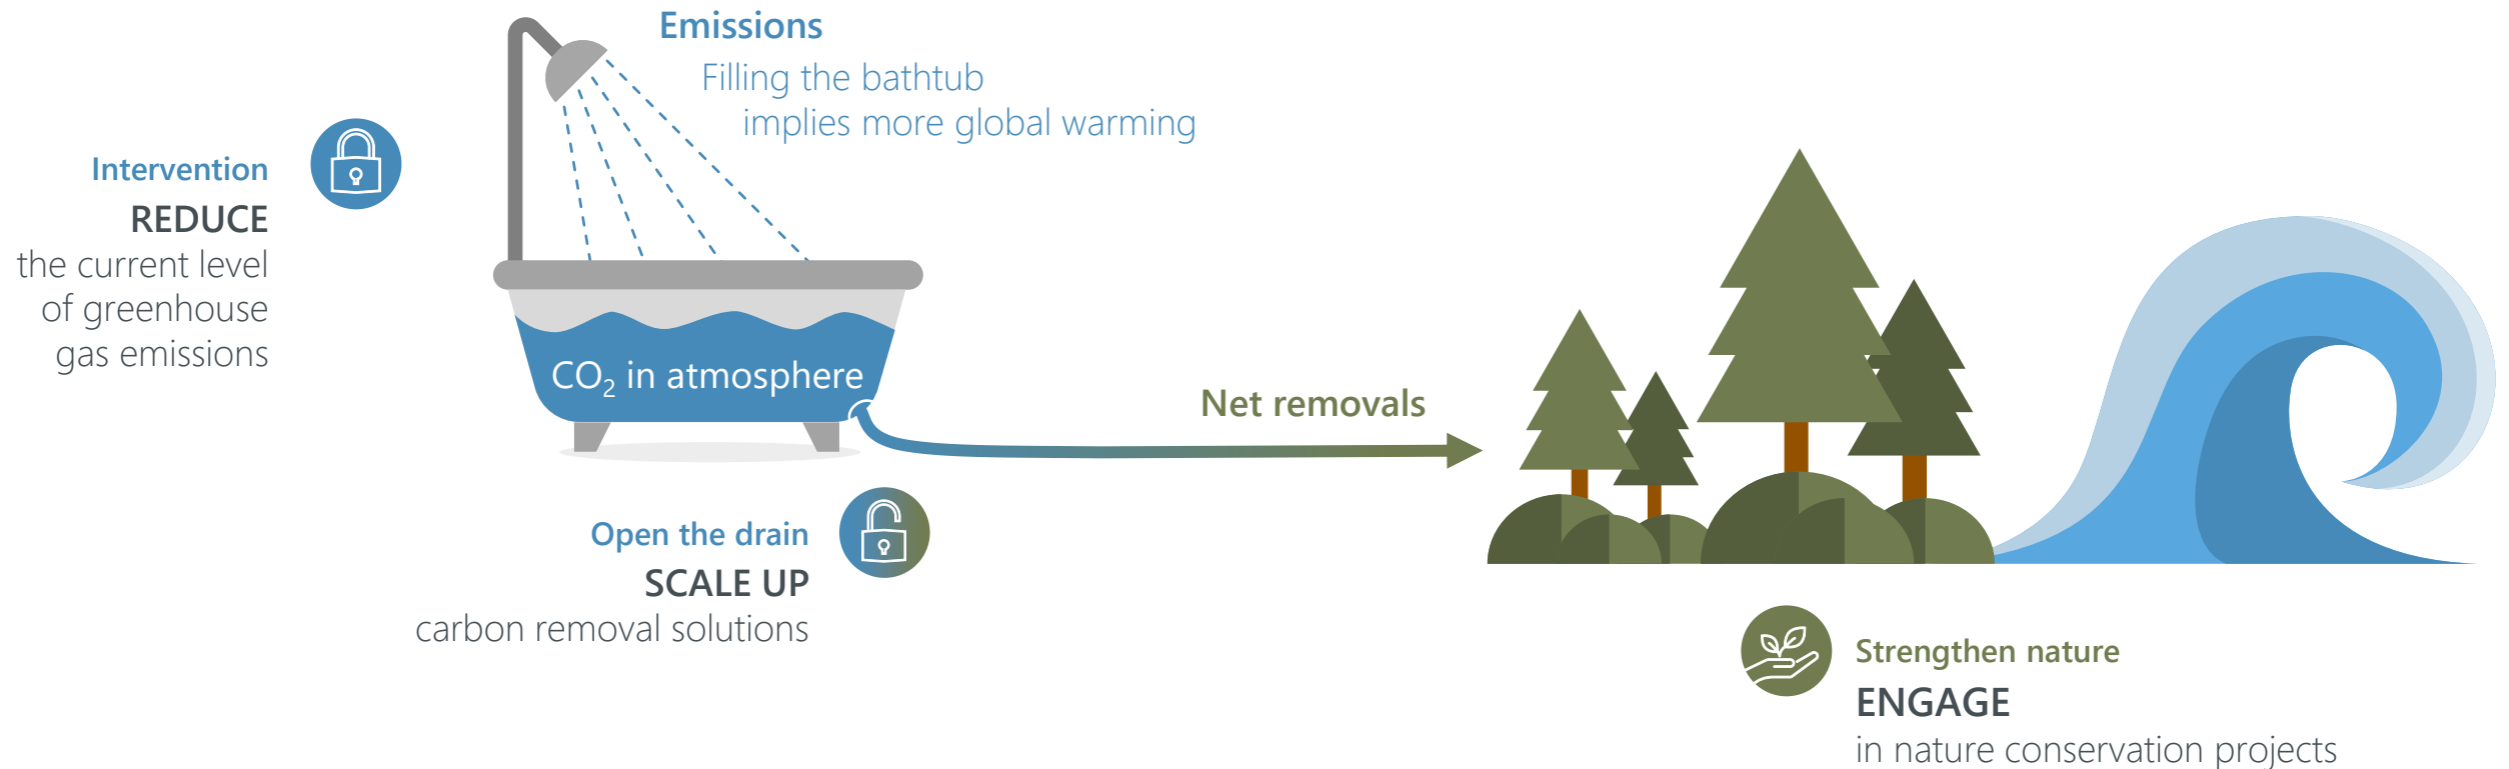 Emissions
Filling the bathtub
implies more global warming
Intervention
REDUCE
the current level
of greenhouse
gas emissions
CO₂ in atmosphere
Net removals
Open the drain
SCALE UP
carbon removal solutions
Strengthen nature
ENGAGE
in nature conservation projects